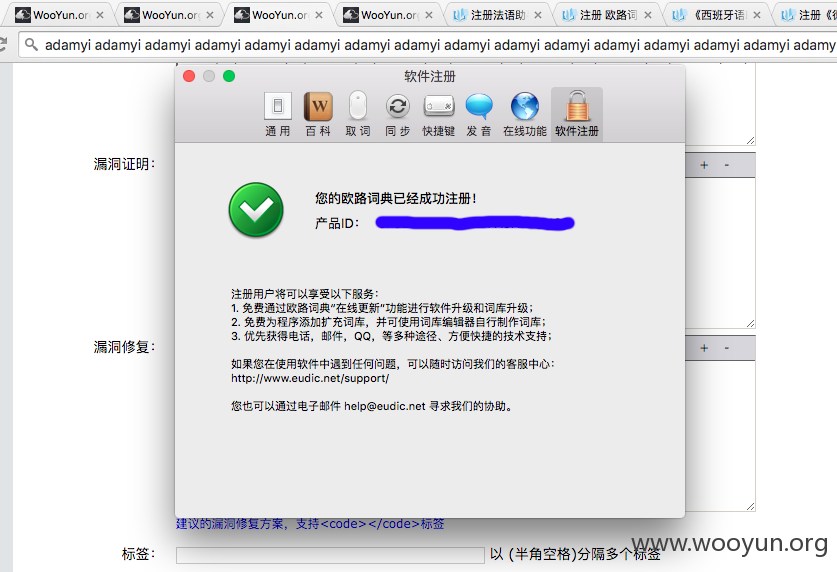 WooYun.org
WooYun.org
WooYun.org
WooYun.org
注册法语助
注册 欧路词
《西班牙语
注册《
adamyi adamyi adamyi adamyi adamyi adamyi adamyi adamyi adamyi adamyi adamyi adamyi adamyi adamyi adamyi adamyi
软件注册
通用
百科
取词
同步
快捷键
发音
在线功能
软件注册
漏洞证明：
+ -
您的欧路词典已经成功注册！
产品ID：
注册用户将可以享受以下服务：
1. 免费通过欧路词典“在线更新”功能进行软件升级和词库升级；
2. 免费为程序添加扩充词库，并可使用词库编辑器自行制作词库；
3. 优先获得电话，邮件，QQ，等多种途径、方便快捷的技术支持；
漏洞修复：
+ -
如果您在使用软件中遇到任何问题，可以随时访问我们的客服中心：
http://www.eudic.net/support/
您也可以通过电子邮件 help@eudic.net 寻求我们的协助。
建议的漏洞修复方案，支持<code></code>标签
标签：
以 (半角空格)分隔多个标签
www.wooyun.org